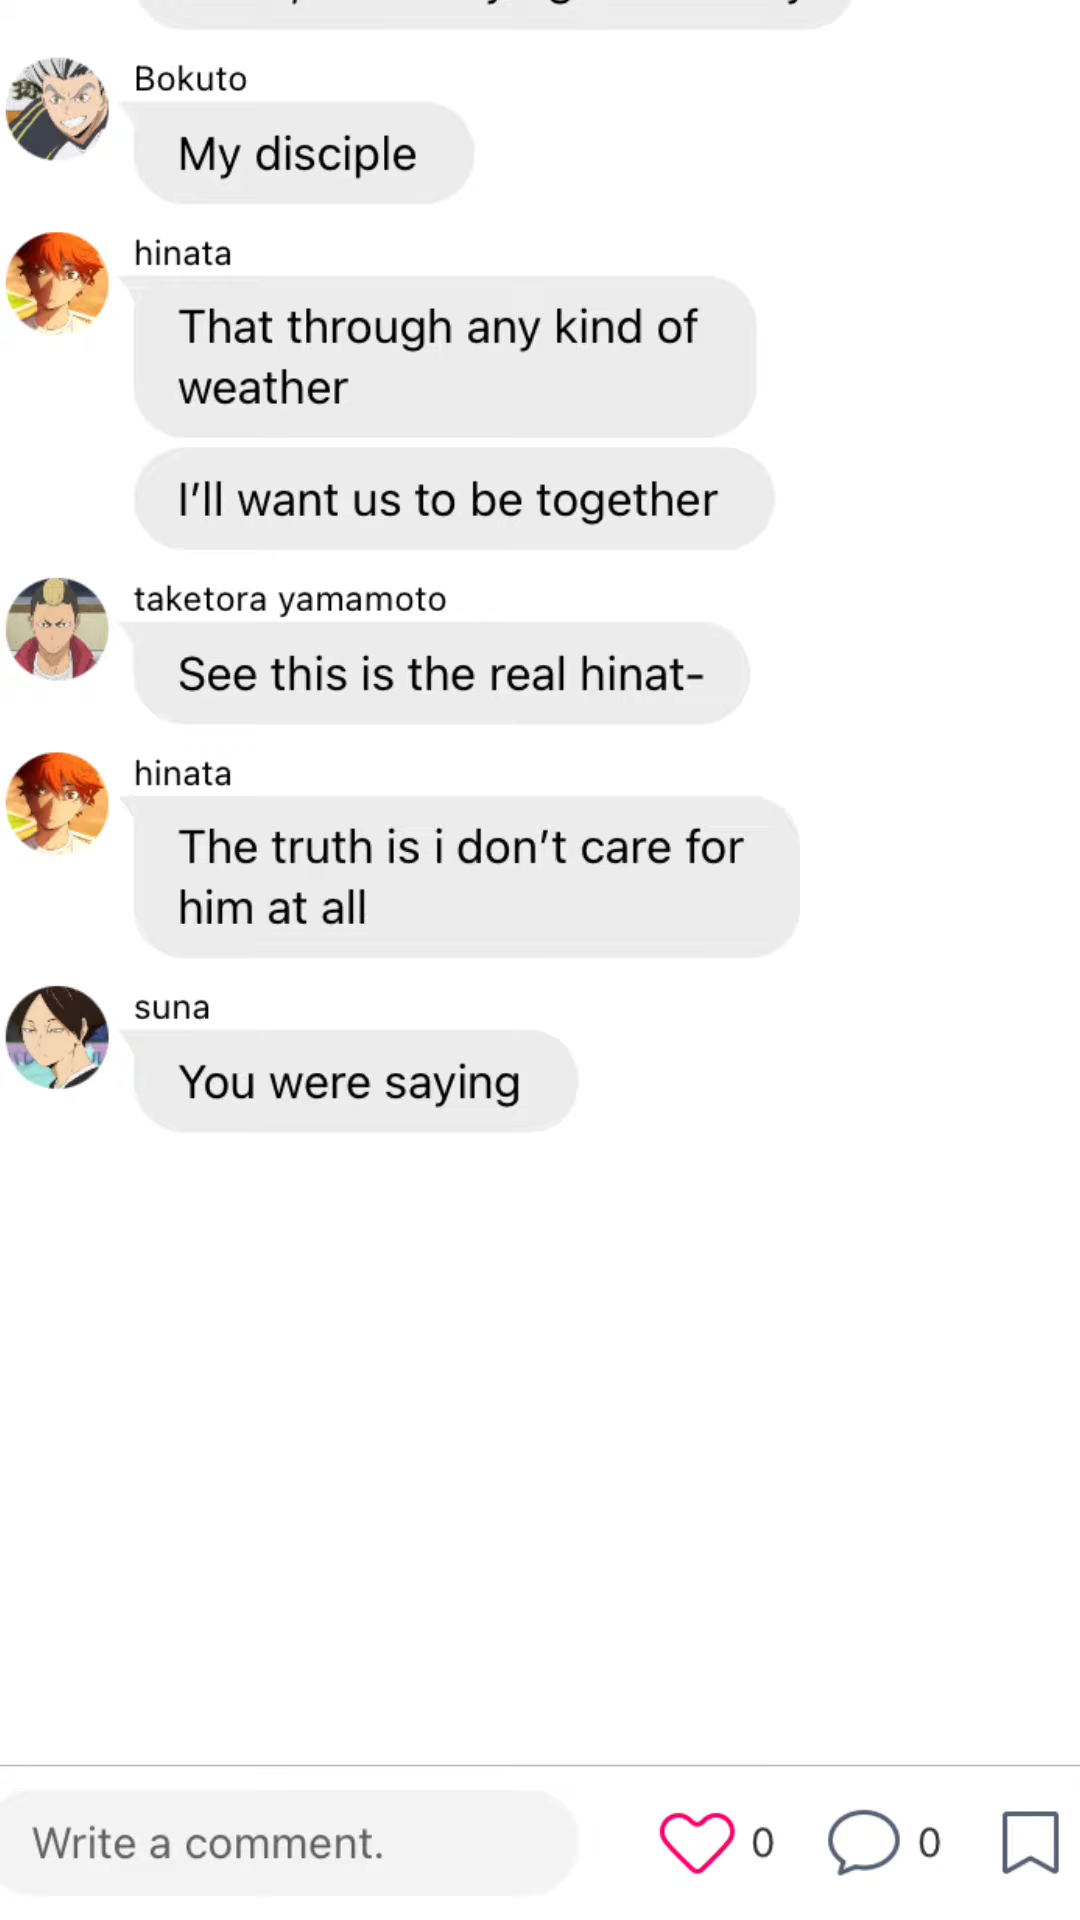 Bokuto
My disciple
hinata
That through any kind of
weather
I'll want us to be together
taketora yamamoto
See this is the real hinat-
hinata
The truth is i don't care for
him at all
suna
You were saying
Write a comment.
0
0